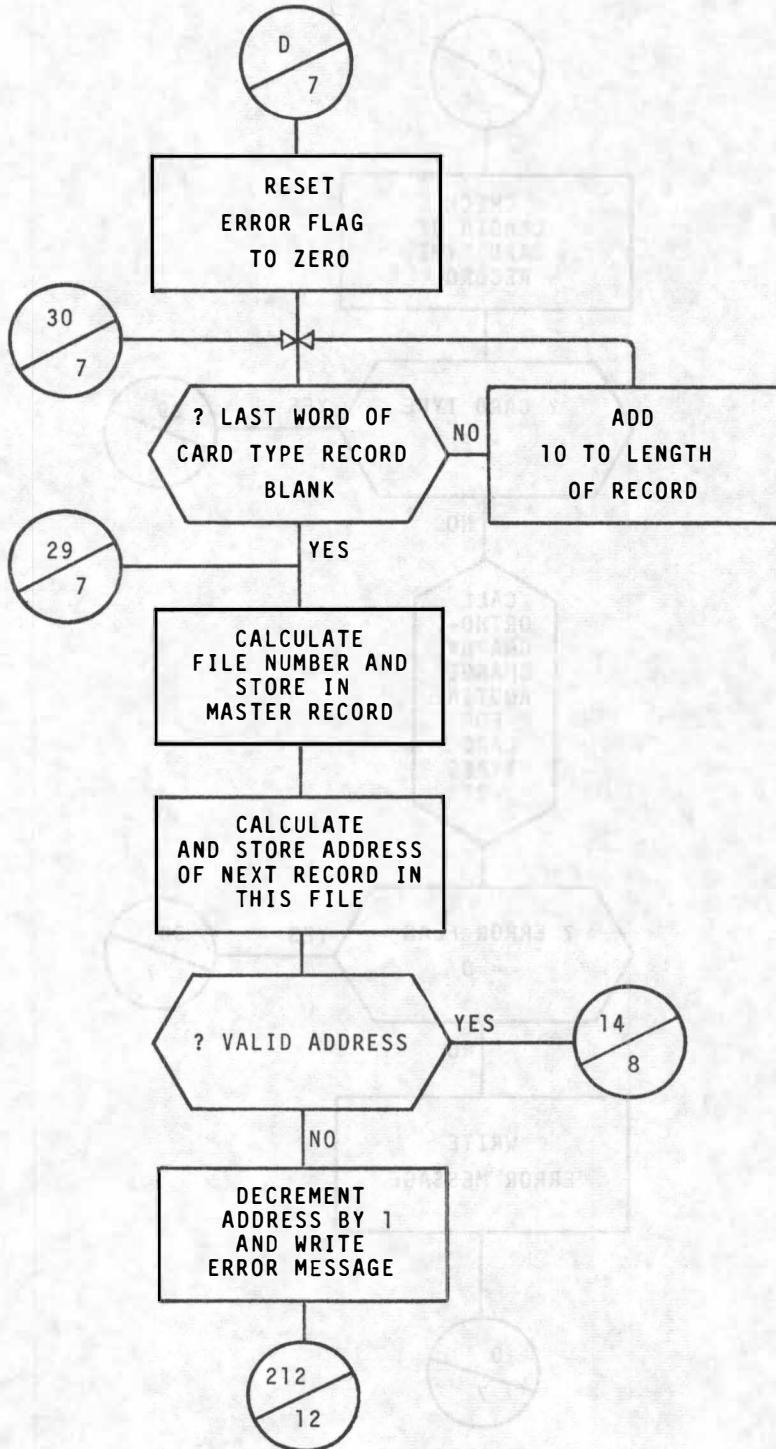 D
7
RESET
ERROR FLAG
TO ZERO
30
7
? LAST WORD OF
CARD TYPE RECORD
BLANK
NO
ADD
10 TO LENGTH
OF RECORD
YES
29
7
CALCULATE
FILE NUMBER AND
STORE IN
MASTER RECORD
CALCULATE
AND STORE ADDRESS
OF NEXT RECORD IN
THIS FILE
? VALID ADDRESS
YES
14
8
NO
DECREMENT
ADDRESS BY 1
AND WRITE
ERROR MESSAGE
212
12